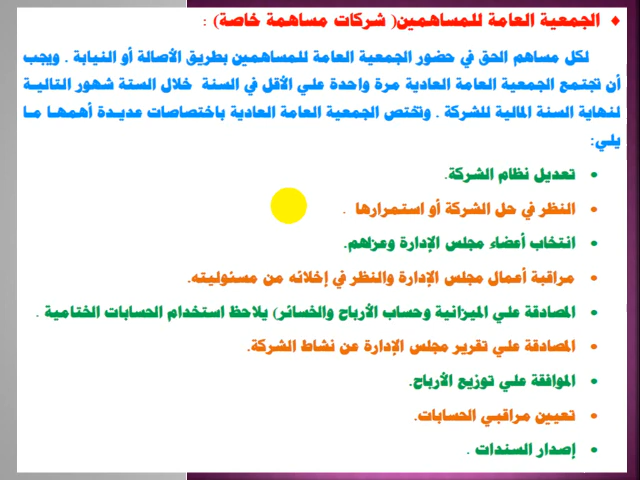 ♦ الجمعية العامة للمساهمين( شركات مساهمة خاصة) :
لكل مساهم الحق في حضور الجمعية العامة للمساهمين بطريق الأصالة أو النيابة . ويجب
أن تجتمع الجمعية العامة العادية مرة واحدة علي الأقل في السنة خلال الستة شهور التالية
لنهاية السنة المالية للشركة . وتختص الجمعية العامة العادية باختصاصات عديدة أهمها ما
يلي:
• تعديل نظام الشركة.
• النظر في حل الشركة أو استمرارها .
• انتخاب أعضاء مجلس الإدارة وعزلهم.
• مراقبة أعمال مجلس الإدارة والنظر في إخلائه من مسئوليته.
• المصادقة علي الميزانية وحساب الأرباح والخسائر) يلاحظ استخدام الحسابات الختامية .
• المصادقة علي تقرير مجلس الإدارة عن نشاط الشركة.
• الموافقة علي توزيع الأرباح.
• تعيين مراقبي الحسابات.
• إصدار السندات .